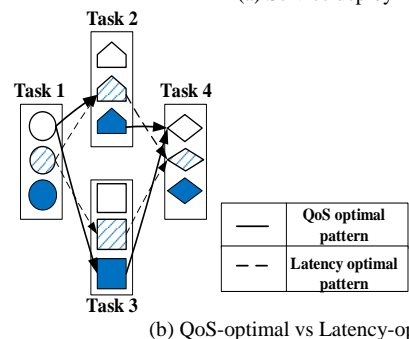 Task 2
Task 1
Task 4
Task 3
QoS optimal
pattern
Latency optimal
pattern
(b) QoS-optimal vs Latency-op